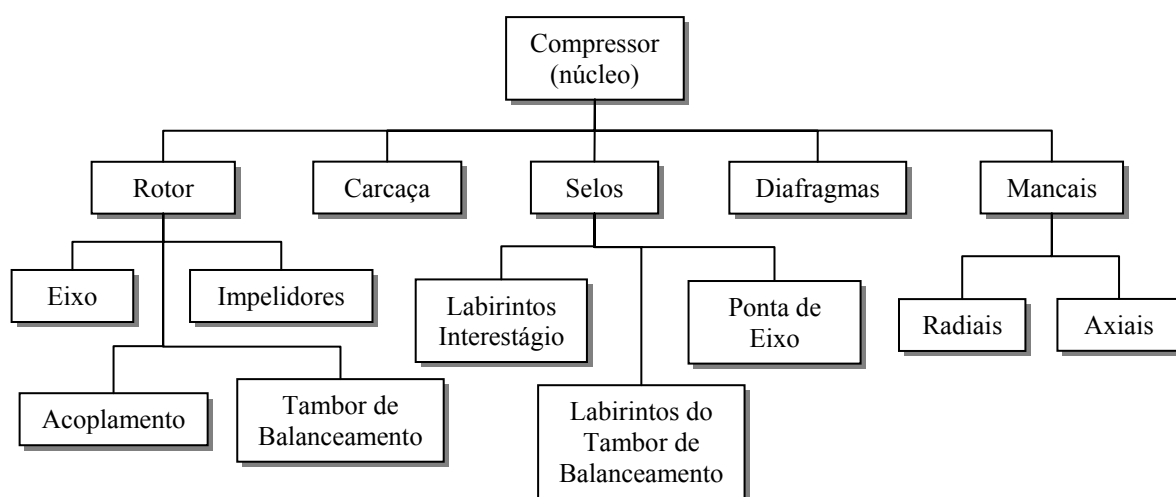 Compressor
(núcleo)
Rotor
Carcaça
Selos
Diafragmas
Mancais
Eixo
Impelidores
Labirintos
Interestágio
Ponta de
Eixo
Radiais
Axiais
Acoplamento
Tambor de
Balanceamento
Labirintos do
Tambor de
Balanceamento